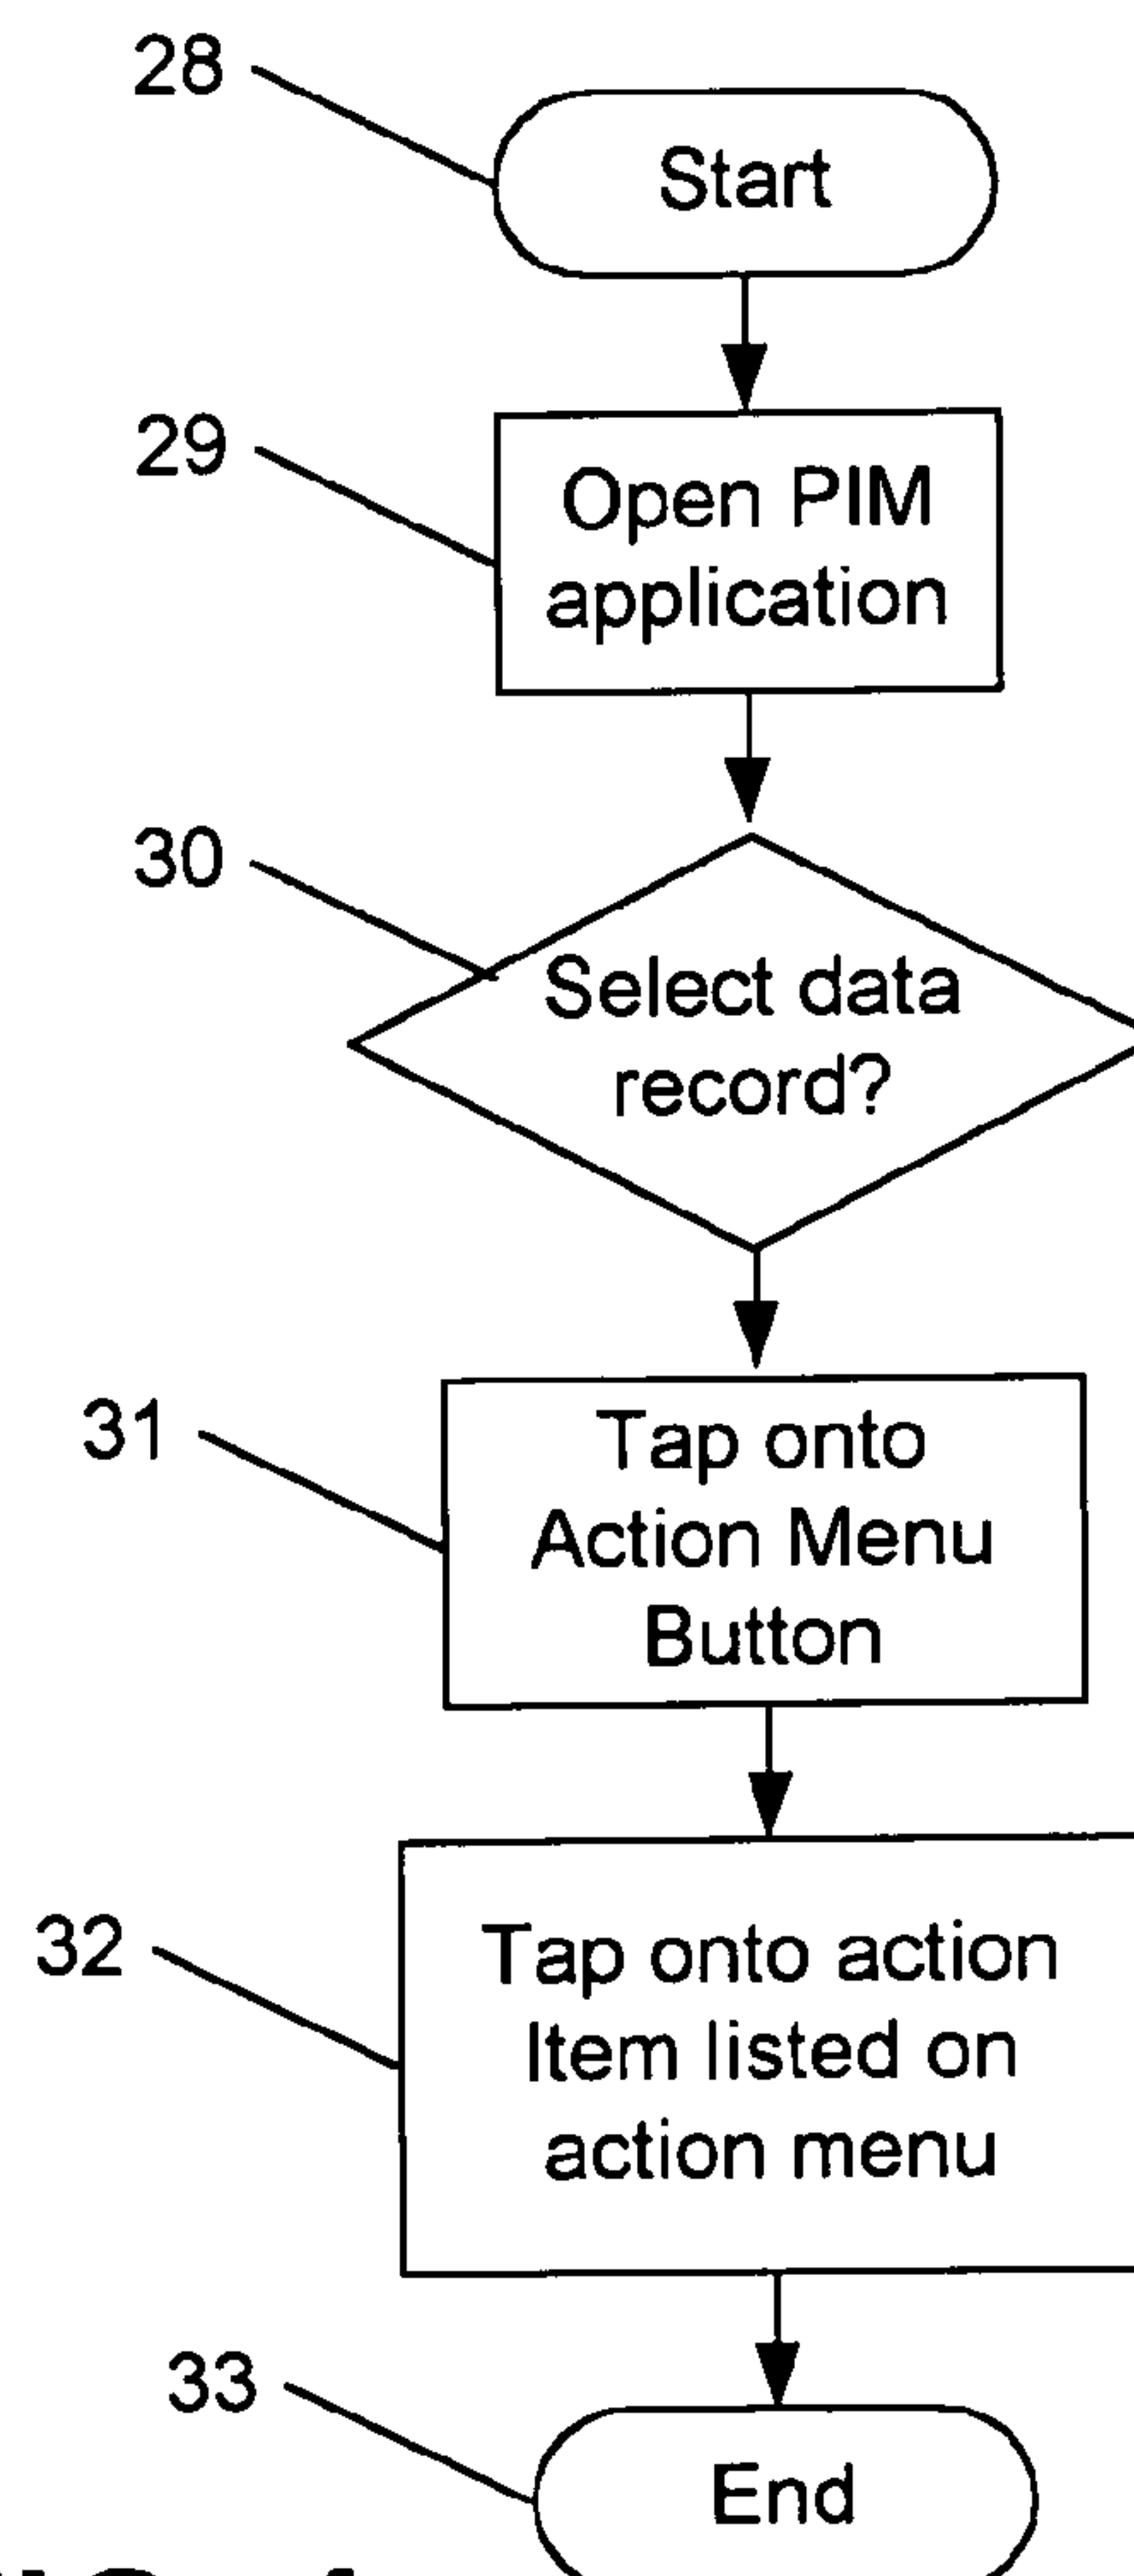 28
Start
29
Open PIM
application
30
Select data
record?
31
Tap onto
Action Menu
Button
32
Tap onto action
Item listed on
action menu
33
End